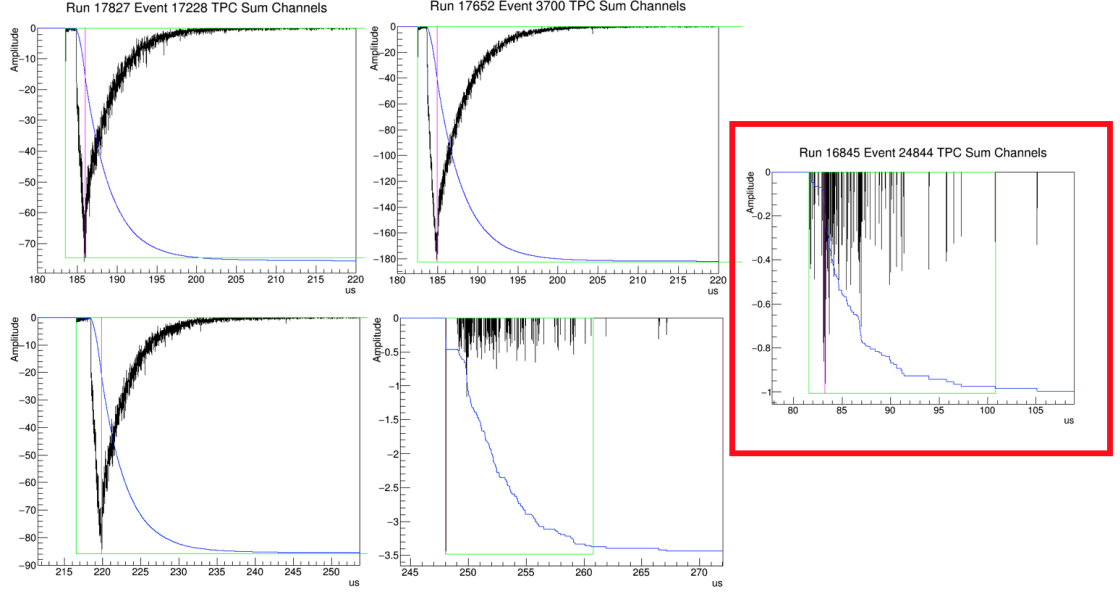 Run 17827 Event 17228 TPC Sum Channels
Amplitude
0
-10
-20
-30
-40
-50
-60
-70
180 185 190 195 200 205 210 215 220
us
Run 17652 Event 3700 TPC Sum Channels
Amplitude
0
-20
-40
-60
-80
-100
-120
-140
-160
-180
180 185 190 195 200 205 210 215 220
us
Run 16845 Event 24844 TPC Sum Channels
Amplitude
0
-0.2
-0.4
-0.6
-0.8
-1
80 85 90 95 100 105
us
Amplitude
0
-10
-20
-30
-40
-50
-60
-70
-80
-90
215 220 225 230 235 240 245 250
us
Amplitude
0
-0.5
-1
-1.5
-2
-2.5
-3
-3.5
245 250 255 260 265 270
us